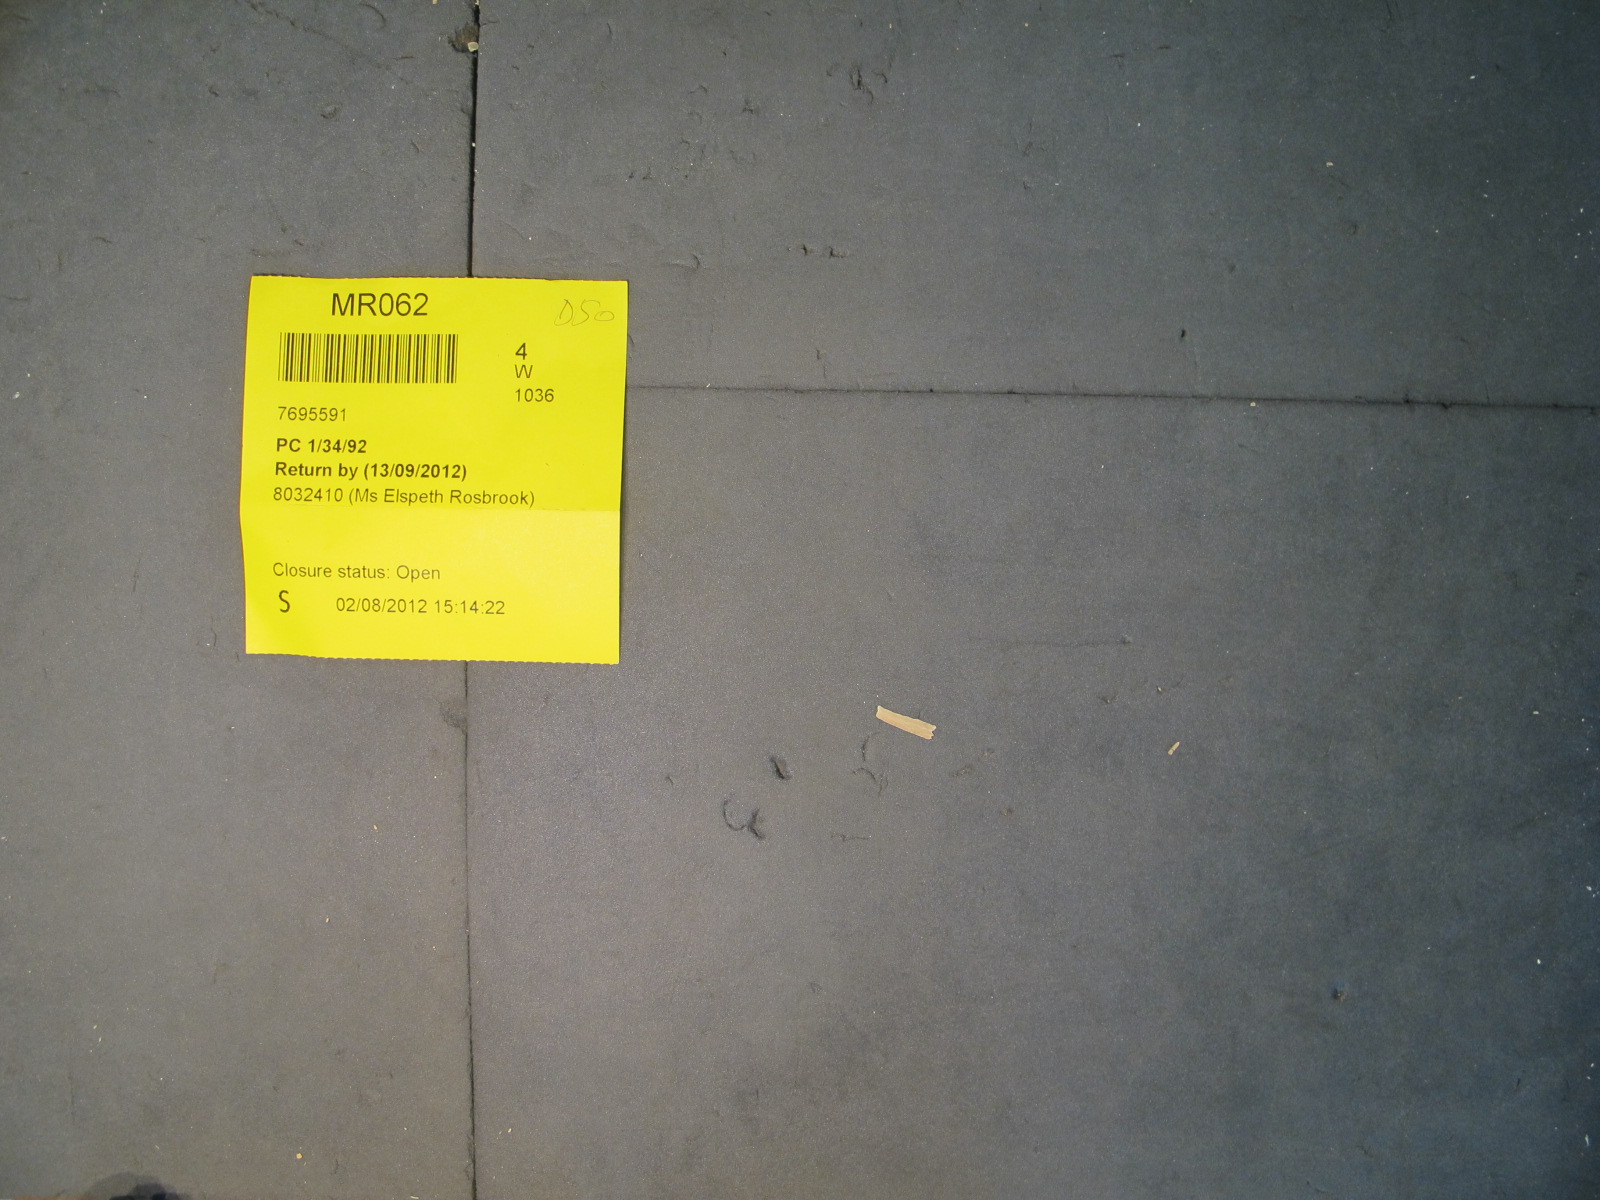 MR062
D50
4
W
1036
7695591
PC 1/34/92
Return by (13/09/2012)
8032410 (Ms Elspeth Rosbrook)
Closure status: Open
S 02/08/2012 15:14:22